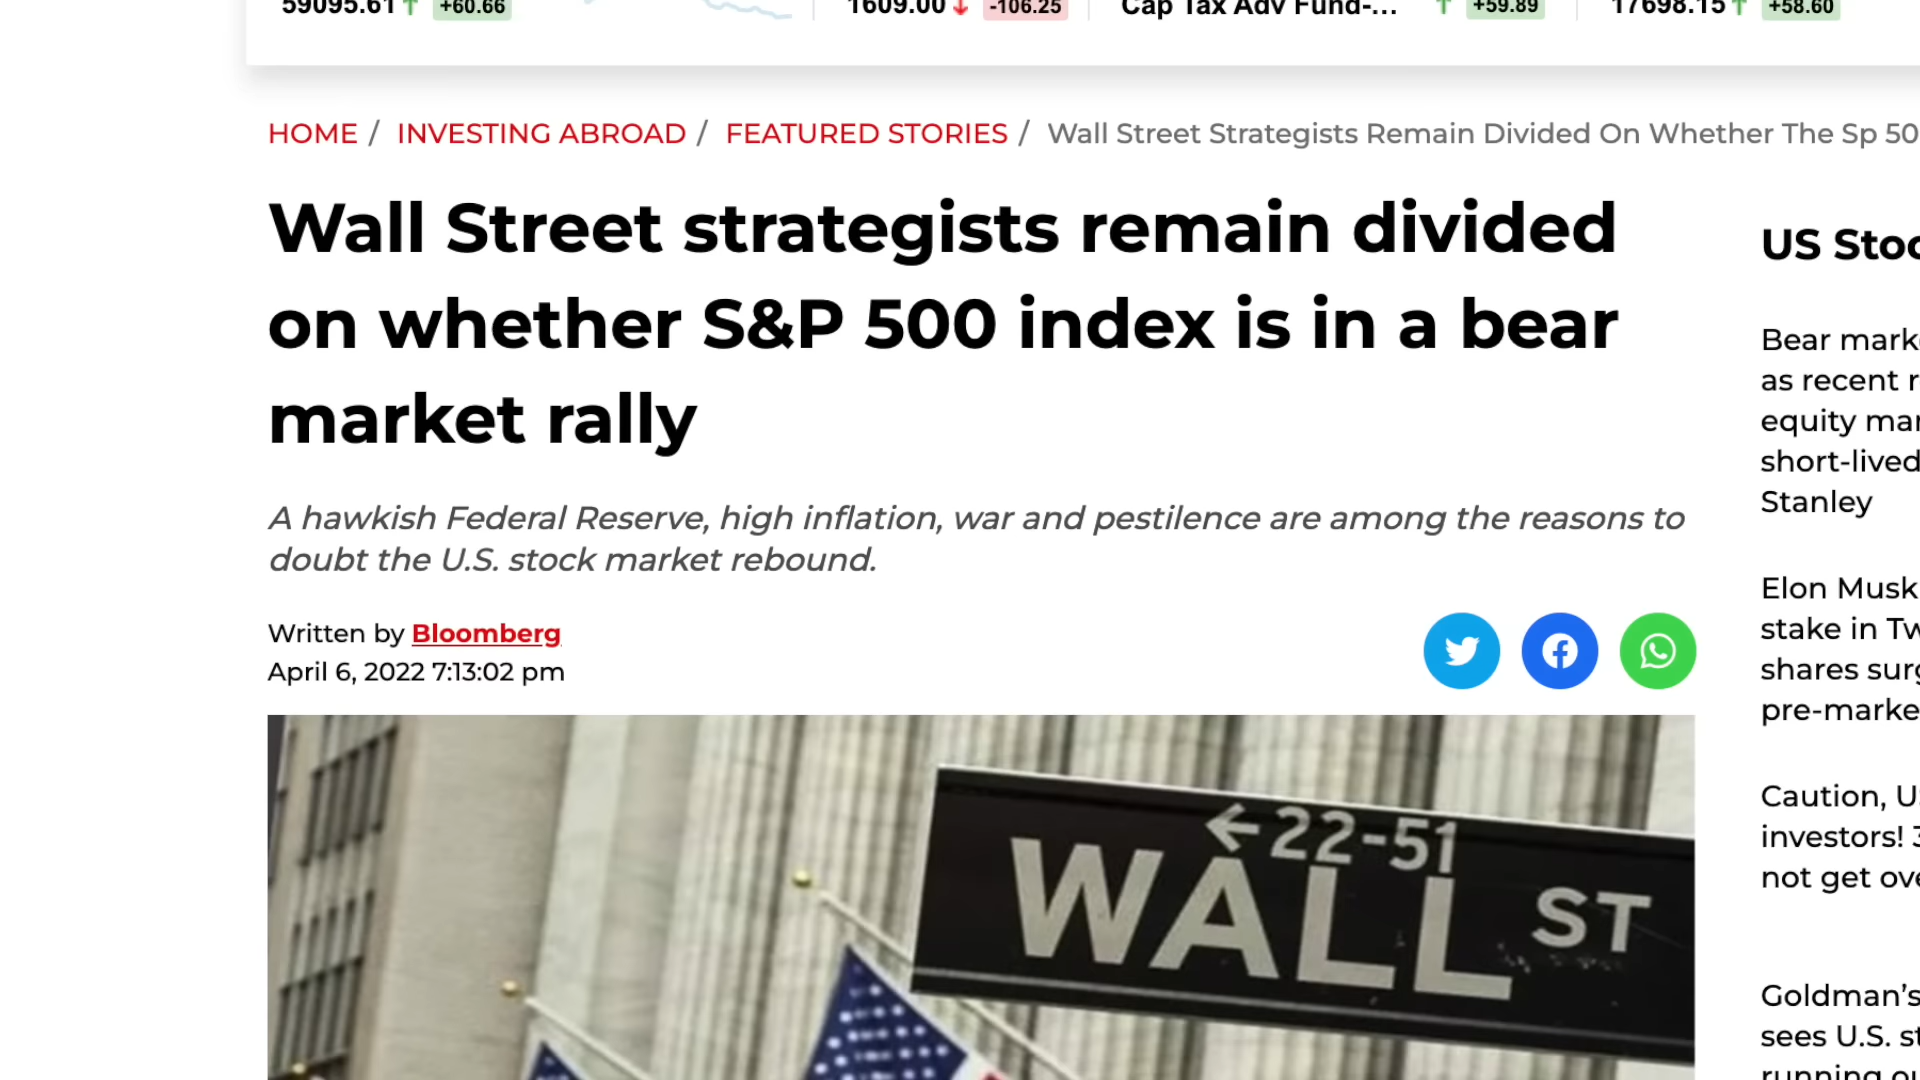 59095.61 +60.66
1609.00 -106.25
Cap Tax Adv Fund-... +59.89
17698.15 +58.60
HOME / INVESTING ABROAD / FEATURED STORIES / Wall Street Strategists Remain Divided On Whether The Sp 50
Wall Street strategists remain divided
on whether S&P 500 index is in a bear
market rally
A hawkish Federal Reserve, high inflation, war and pestilence are among the reasons to
doubt the U.S. stock market rebound.
Written by Bloomberg
April 6, 2022 7:13:02 pm
←22-51
WALL ST
US Stoc
Bear mark
as recent r
equity mar
short-lived
Stanley
Elon Musk
stake in Tw
shares surg
pre-marke
Caution, U
investors! 3
not get ove
Goldman's
sees U.S. st
running ou